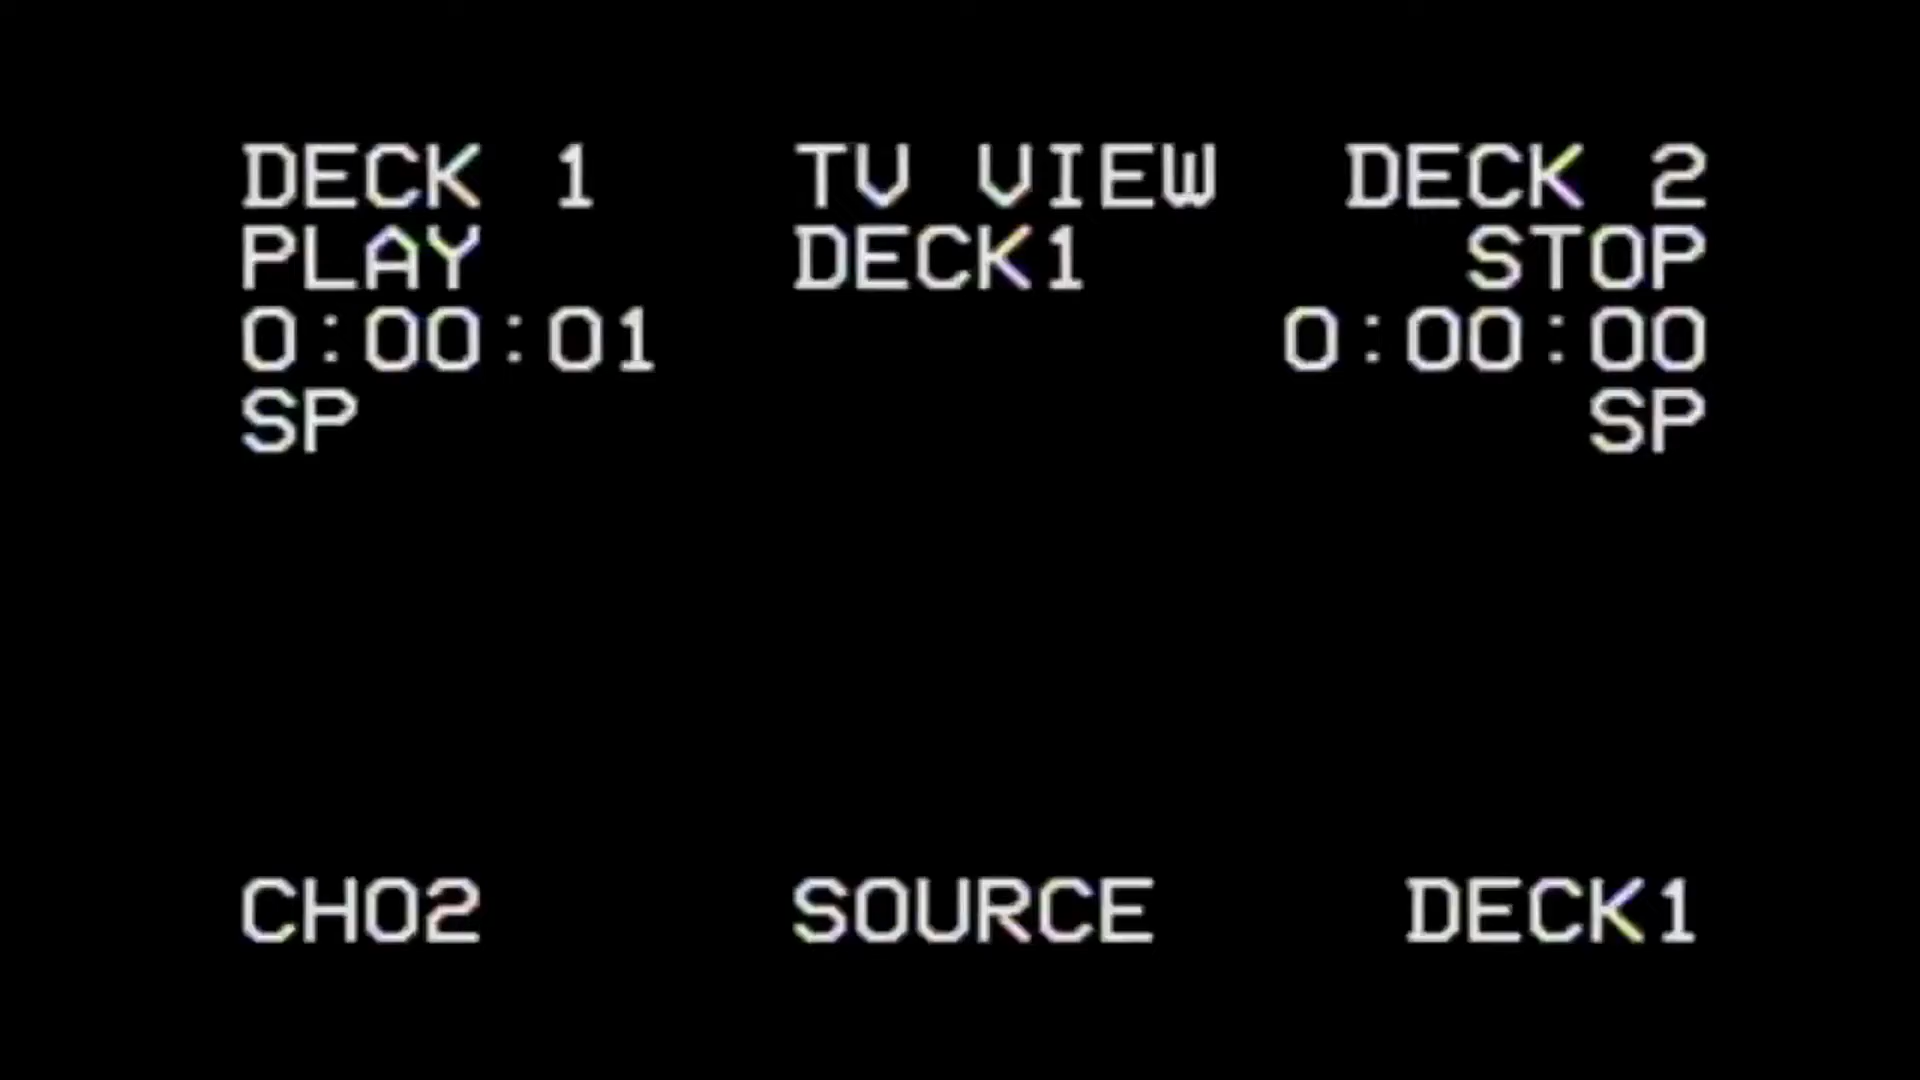 DECK 1 TV VIEW DECK 2
PLAY DECK1 STOP
0:00:01 0:00:00
SP SP
CH02 SOURCE DECK1